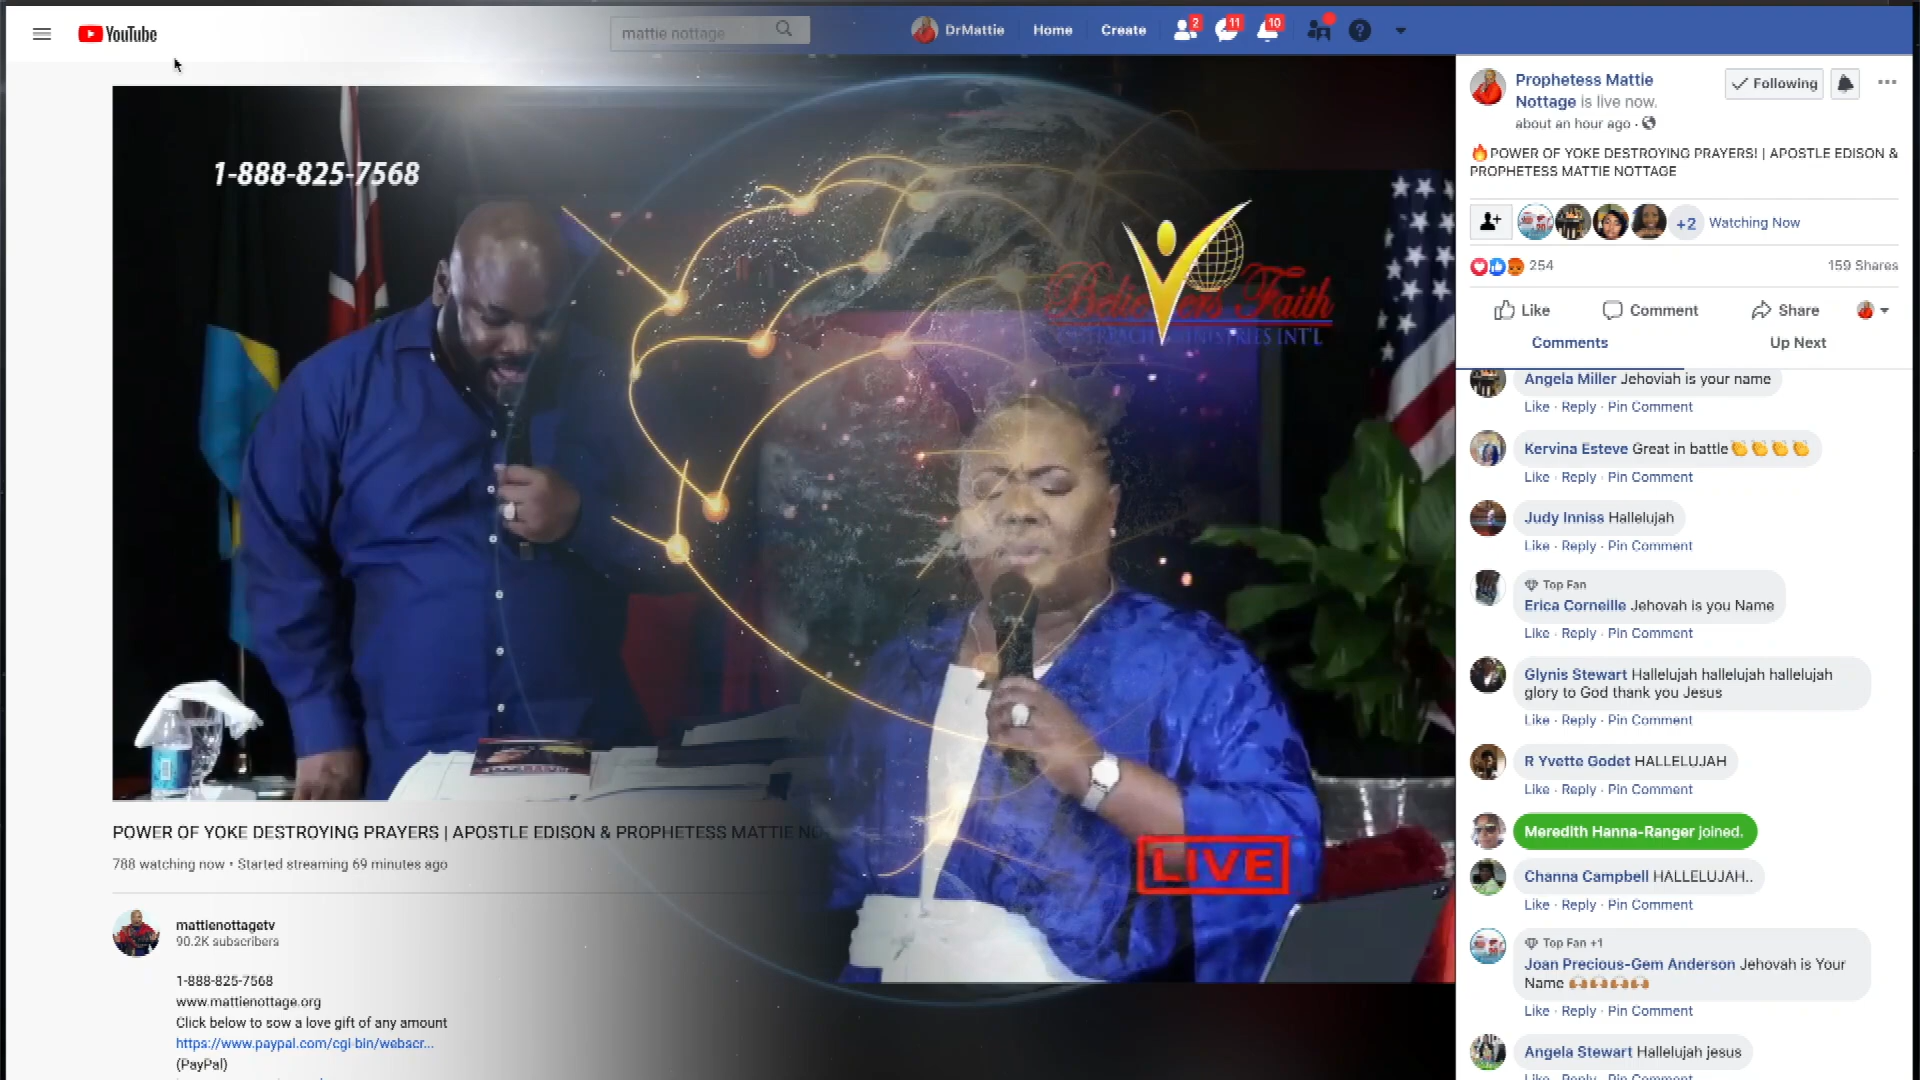 YouTube
mattie nottage
DrMattie
Home
Create
2
11
10
1-888-825-7568
Believers Faith
LIVE
POWER OF YOKE DESTROYING PRAYERS | APOSTLE EDISON & PROPHETESS MATTIE NO
788 watching now • Started streaming 69 minutes ago
mattienottagetv
90.2K subscribers
1-888-825-7568
www.mattienottage.org
Click below to sow a love gift of any amount
https://www.paypal.com/cgi-bin/webscr...
(PayPal)
Prophetess Mattie
Nottage is live now.
about an hour ago ·
Following
🔥POWER OF YOKE DESTROYING PRAYERS! | APOSTLE EDISON &
PROPHETESS MATTIE NOTTAGE
+2 Watching Now
254
159 Shares
Like
Comment
Share
Comments
Up Next
Angela Miller Jehoviah is your name
Like · Reply · Pin Comment
Kervina Esteve Great in battle👏👏👏👏
Like · Reply · Pin Comment
Judy Inniss Hallelujah
Like · Reply · Pin Comment
Top Fan
Erica Corneille Jehovah is you Name
Like · Reply · Pin Comment
Glynis Stewart Hallelujah hallelujah hallelujah
glory to God thank you Jesus
Like · Reply · Pin Comment
R Yvette Godet HALLELUJAH
Like · Reply · Pin Comment
Meredith Hanna-Ranger joined.
Channa Campbell HALLELUJAH..
Like · Reply · Pin Comment
Top Fan +1
Joan Precious-Gem Anderson Jehovah is Your
Name 🙌🏽🙌🏽🙌🏽🙌🏽
Like · Reply · Pin Comment
Angela Stewart Hallelujah jesus
Like · Reply · Pin Comment